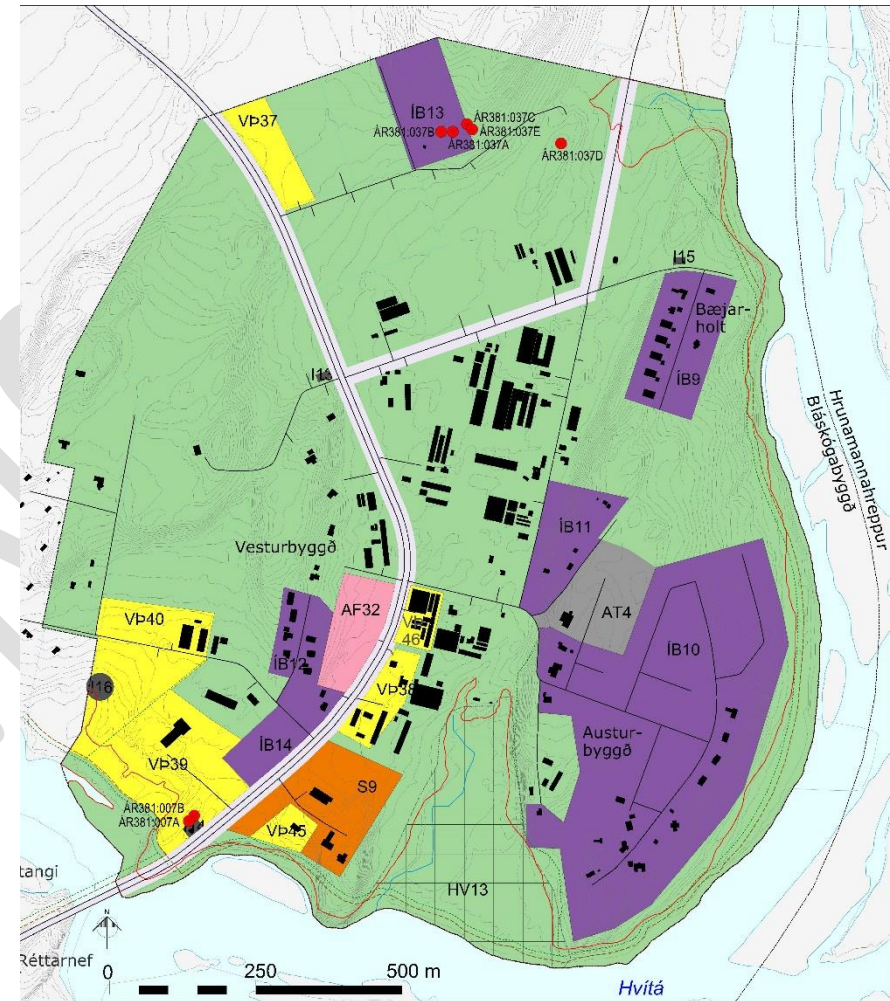 VÞ37
ÍB13
ÁR381:037C
ÁR381:037B
ÁR381:037E
ÁR381:037A
ÁR381:037D
I15
Bæjar-
holt
ÍB9
I13
Hrunamannahreppur
Bláskógabyggð
ÍB11
Vesturbyggð
AF32
AT4
VÞ40
46
ÍB10
ÍB12
VÞ38
I16
Austur-
byggð
ÍB14
VÞ39
S9
ÁR381:007B
ÁR381:007A
VÞ45
tangi
HV13
N
Réttarnef
0 250 500 m
Hvítá